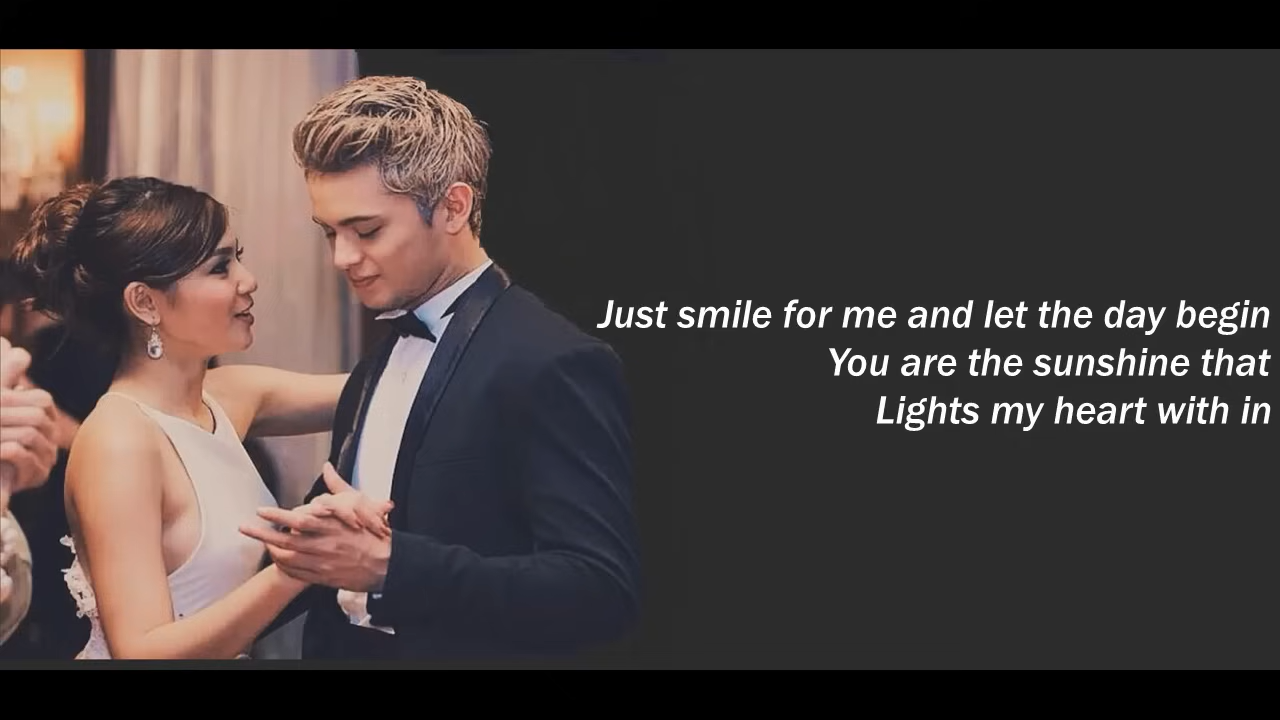 Just smile for me and let the day begin
You are the sunshine that
Lights my heart with in